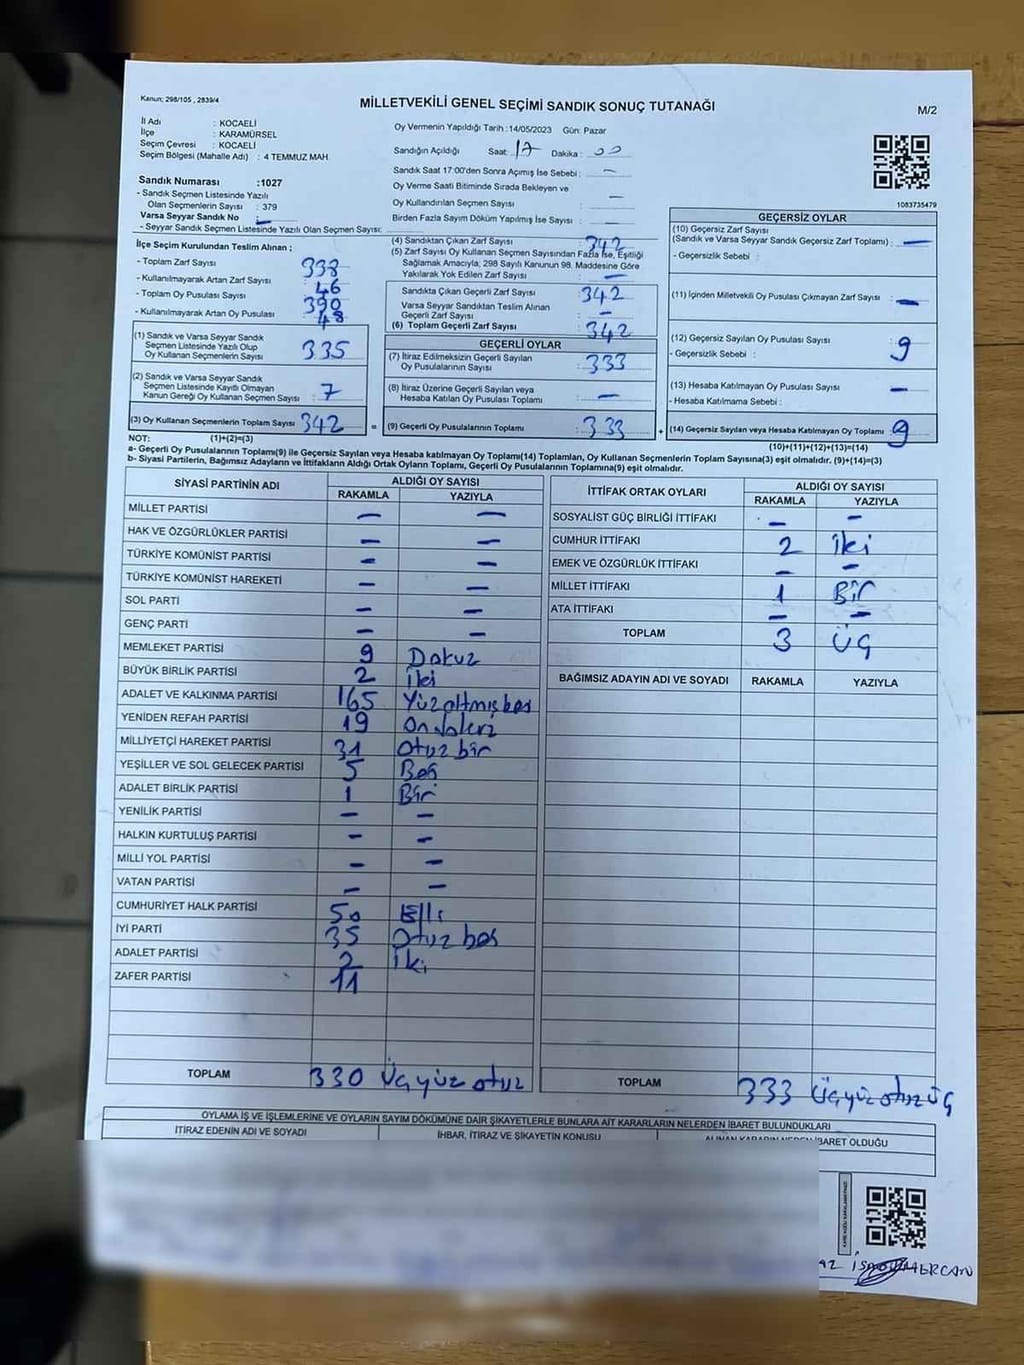 Kanun: 298/105 , 2839/4
MİLLETVEKİLİ GENEL SEÇİMİ SANDIK SONUÇ TUTANAĞI
M/2
İl Adı : KOCAELİ
İlçe : KARAMÜRSEL
Seçim Çevresi : KOCAELİ
Seçim Bölgesi (Mahalle Adı) : 4 TEMMUZ MAH.
Sandık Numarası :1027
- Sandık Seçmen Listesinde Yazılı
Olan Seçmenlerin Sayısı : 379
Varsa Seyyar Sandık No : -
- Seyyar Sandık Seçmen Listesinde Yazılı Olan Seçmen Sayısı:
Oy Vermenin Yapıldığı Tarih :14/05/2023 Gün: Pazar
Sandığın Açıldığı Saat: 17 Dakika : 00
Sandık Saat 17:00'den Sonra Açımış İse Sebebi : -
Oy Verme Saati Bitiminde Sırada Bekleyen ve
Oy Kullandırılan Seçmen Sayısı : -
Birden Fazla Sayım Döküm Yapılmış İse Sayısı : -
1083735479
İlçe Seçim Kurulundan Teslim Alınan ;
- Toplam Zarf Sayısı : 338
- Kullanılmayarak Artan Zarf Sayısı : 46
- Toplam Oy Pusulası Sayısı : 390
- Kullanılmayarak Artan Oy Pusulası : 48
(1) Sandık ve Varsa Seyyar Sandık
Seçmen Listesinde Yazılı Olup
Oy Kullanan Seçmenlerin Sayısı : 335
(2) Sandık ve Varsa Seyyar Sandık
Seçmen Listesinde Kayıtlı Olmayan
Kanun Gereği Oy Kullanan Seçmen Sayısı : 7
(3) Oy Kullanan Seçmenlerin Toplam Sayısı : 342
(4) Sandıktan Çıkan Zarf Sayısı : 342
(5) Zarf Sayısı Oy Kullanan Seçmen Sayısından Fazla İse, Eşitliği
Sağlamak Amacıyla; 298 Sayılı Kanunun 98. Maddesine Göre
Yakılarak Yok Edilen Zarf Sayısı : -
Sandıkta Çıkan Geçerli Zarf Sayısı : 342
Varsa Seyyar Sandıktan Teslim Alınan
Geçerli Zarf Sayısı : -
(6) Toplam Geçerli Zarf Sayısı : 342
GEÇERLİ OYLAR
(7) İtiraz Edilmeksizin Geçerli Sayılan
Oy Pusulalarının Sayısı : 333
(8) İtiraz Üzerine Geçerli Sayılan veya
Hesaba Katılan Oy Pusulası Toplamı : -
= (9) Geçerli Oy Pusulalarının Toplamı : 333 +
GEÇERSİZ OYLAR
(10) Geçersiz Zarf Sayısı
(Sandık ve Varsa Seyyar Sandık Geçersiz Zarf Toplamı) : -
- Geçersizlik Sebebi :
(11) İçinden Milletvekili Oy Pusulası Çıkmayan Zarf Sayısı : -
(12) Geçersiz Sayılan Oy Pusulası Sayısı : 9
- Geçersizlik Sebebi :
(13) Hesaba Katılmayan Oy Pusulası Sayısı : -
- Hesaba Katılmama Sebebi :
(14) Geçersiz Sayılan veya Hesaba Katılmayan Oy Toplamı : 9
NOT: (1)+(2)=(3)
(10)+(11)+(12)+(13)=(14)
a- Geçerli Oy Pusulalarının Toplamı(9) ile Geçersiz Sayılan veya Hesaba Katılmayan Oy Toplamı(14) Toplamları, Oy Kullanan Seçmenlerin Toplam Sayısına(3) eşit olmalıdır. (9)+(14)=(3)
b- Siyasi Partilerin, Bağımsız Adayların ve İttifakların Aldığı Ortak Oyların Toplamı, Geçerli Oy Pusulalarının Toplamına(9) eşit olmalıdır.
SİYASİ PARTİNİN ADI
ALDIĞI OY SAYISI
RAKAMLA YAZIYLA
MİLLET PARTİSİ - -
HAK VE ÖZGÜRLÜKLER PARTİSİ - -
TÜRKİYE KOMÜNİST PARTİSİ - -
TÜRKİYE KOMÜNİST HAREKETİ - -
SOL PARTİ - -
GENÇ PARTİ - -
MEMLEKET PARTİSİ 9 Dokuz
BÜYÜK BİRLİK PARTİSİ 2 iki
ADALET VE KALKINMA PARTİSİ 165 Yüzaltmışbeş
YENİDEN REFAH PARTİSİ 19
MİLLİYETÇİ HAREKET PARTİSİ 31 otuz bir
YEŞİLLER VE SOL GELECEK PARTİSİ 5 Beş
ADALET BİRLİK PARTİSİ 1 Bir
YENİLİK PARTİSİ - -
HALKIN KURTULUŞ PARTİSİ - -
MİLLİ YOL PARTİSİ - -
VATAN PARTİSİ - -
CUMHURİYET HALK PARTİSİ 50 Elli
İYİ PARTİ 35 Otuz beş
ADALET PARTİSİ 2 iki
ZAFER PARTİSİ 11
TOPLAM 330 Üçyüz otuz
İTTİFAK ORTAK OYLARI
ALDIĞI OY SAYISI
RAKAMLA YAZIYLA
SOSYALİST GÜÇ BİRLİĞİ İTTİFAKI - -
CUMHUR İTTİFAKI 2 iki
EMEK VE ÖZGÜRLÜK İTTİFAKI - -
MİLLET İTTİFAKI 1 Bir
ATA İTTİFAKI - -
TOPLAM 3 ÜÇ
BAĞIMSIZ ADAYIN ADI VE SOYADI RAKAMLA YAZIYLA
TOPLAM 333 Üçyüz otuz üç
OYLAMA İŞ VE İŞLEMLERİNE VE OYLARIN SAYIM DÖKÜMÜNE DAİR ŞİKAYETLERLE BUNLARA AİT KARARLARIN NELERDEN İBARET BULUNDUKLARI
İTİRAZ EDENİN ADI VE SOYADI
İHBAR, İTİRAZ VE ŞİKAYETİN KONUSU
İBARET OLDUĞU